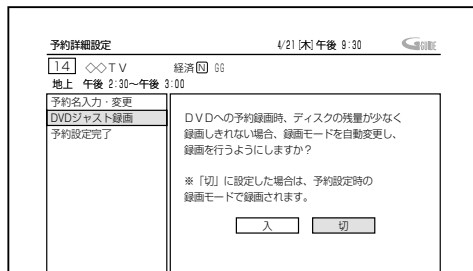 予約詳細設定 4/21[木]午後 9:30 GGUIDE
14 ◇◇TV 経済N GG
地上 午後 2:30～午後 3:00
予約名入力・変更
DVDジャスト録画
予約設定完了
DVDへの予約録画時、ディスクの残量が少なく
録画しきれない場合、録画モードを自動変更し、
録画を行うようにしますか？
※「切」に設定した場合は、予約設定時の
録画モードで録画されます。
入 切